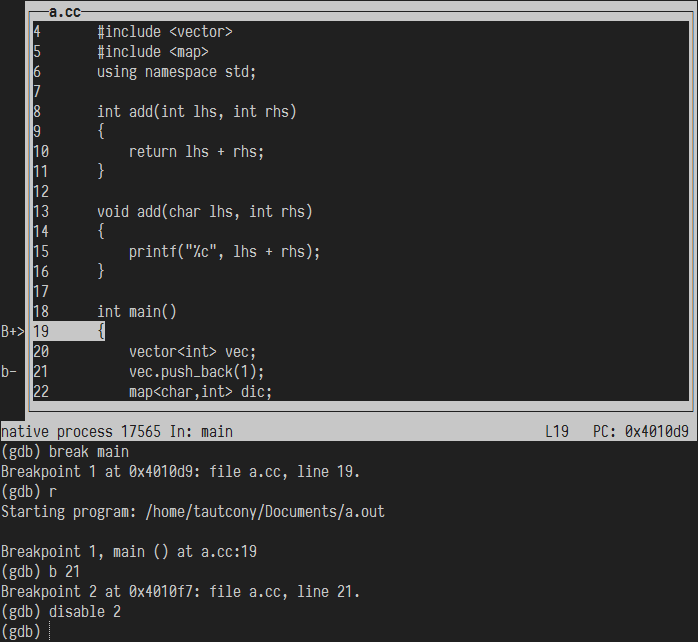 a.cc
4 #include <vector>
5 #include <map>
6 using namespace std;
7
8 int add(int lhs, int rhs)
9 {
10 return lhs + rhs;
11 }
12
13 void add(char lhs, int rhs)
14 {
15 printf("%c", lhs + rhs);
16 }
17
18 int main()
B+> 19 {
20 vector<int> vec;
b- 21 vec.push_back(1);
22 map<char,int> dic;
native process 17565 In: main L19 PC: 0x4010d9
(gdb) break main
Breakpoint 1 at 0x4010d9: file a.cc, line 19.
(gdb) r
Starting program: /home/tautcony/Documents/a.out
Breakpoint 1, main () at a.cc:19
(gdb) b 21
Breakpoint 2 at 0x4010f7: file a.cc, line 21.
(gdb) disable 2
(gdb)